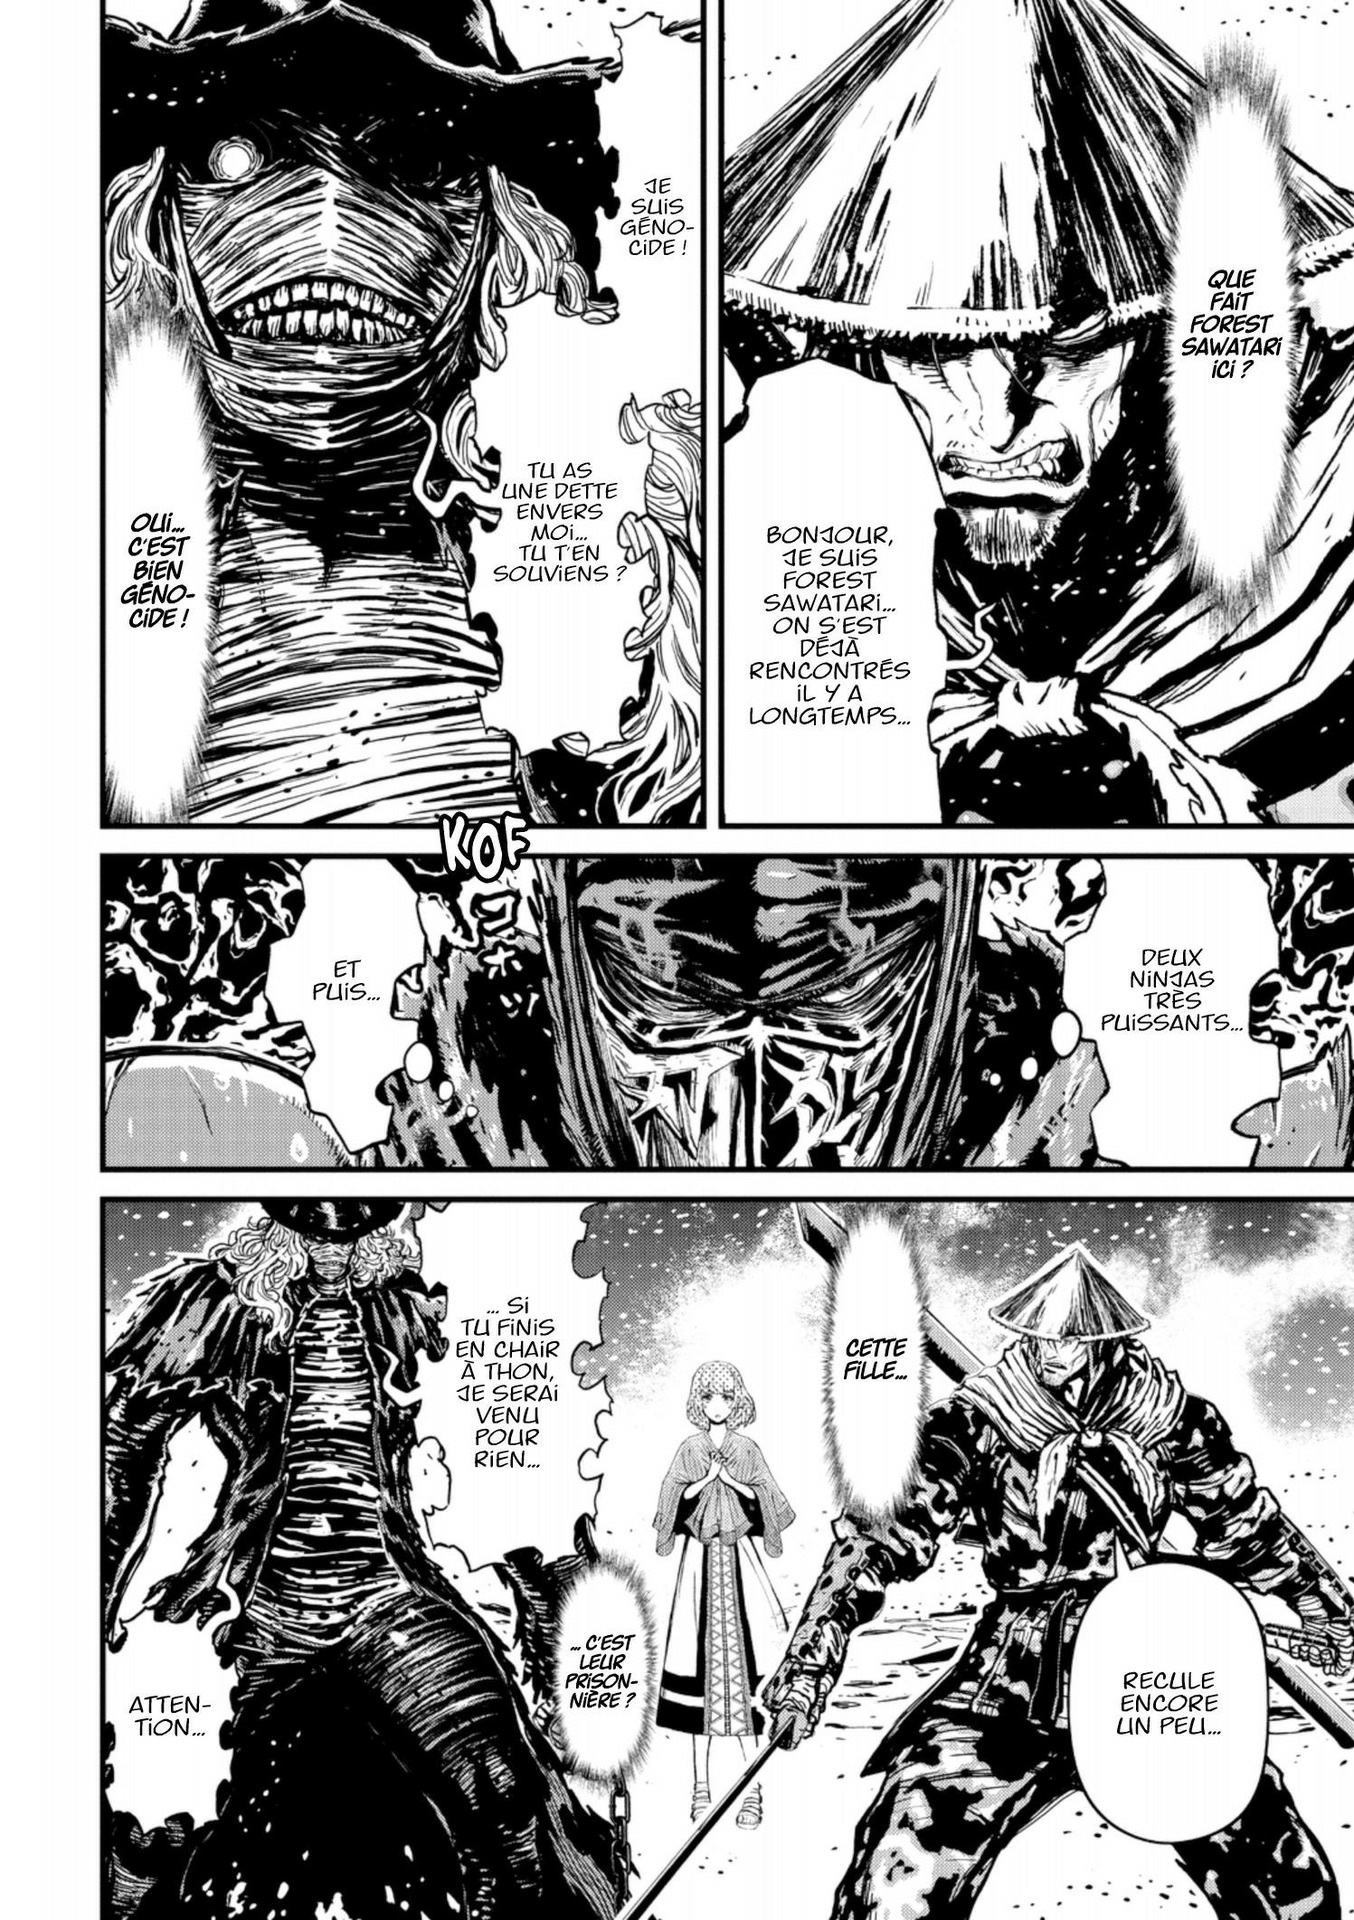 QUE
FAIT
FOREST
SAWATARI
ICI ?
BONJOUR,
JE SUIS
FOREST
SAWATARI...
ON S'EST
DÉJÀ
RENCONTRÉS
IL Y A
LONGTEMPS...
JE
SUIS
GÉNO-
CIDE !
TU AS
UNE DETTE
ENVERS
MOI...
TU T'EN
SOUVIENS ?
OUI...
C'EST
BIEN
GÉNO-
CIDE !
DEUX
NINJAS
TRÈS
PUISSANTS...
KOF
ゴホッ
ET
PUIS...
CETTE
FILLE...
RECULE
ENCORE
UN PEU...
... SI
TU FINIS
EN CHAIR
À THON,
JE SERAI
VENU
POUR
RIEN...
... C'EST
LEUR
PRISON-
NIÈRE ?
ATTEN-
TION...